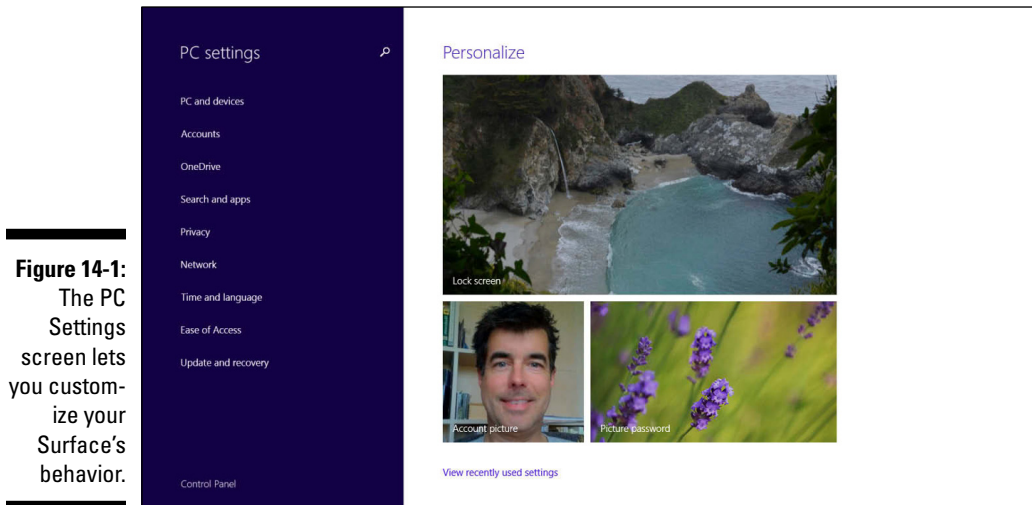 Figure 14-1:
The PC
Settings
screen lets
you custom-
ize your
Surface's
behavior.
PC settings
PC and devices
Accounts
OneDrive
Search and apps
Privacy
Network
Time and language
Ease of Access
Update and recovery
Control Panel
Personalize
Lock screen
Account picture
Picture password
View recently used settings